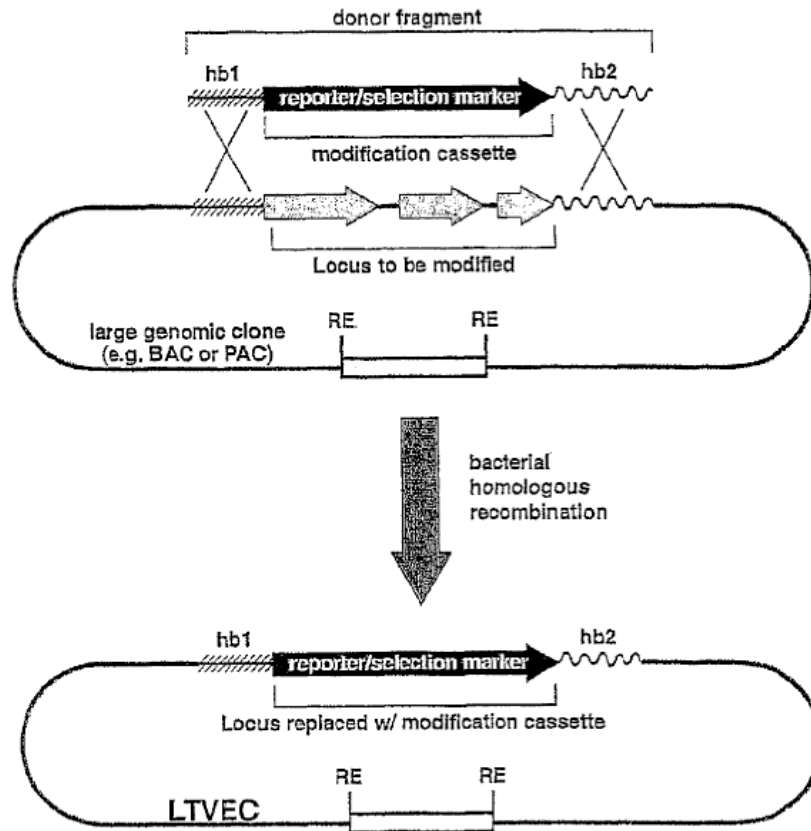 donor fragment
hb1
hb2
reporter/selection marker
modification cassette
Locus to be modified
RE
RE
large genomic clone
(e.g. BAC or PAC)
bacterial
homologous
recombination
hb1
hb2
reporter/selection marker
Locus replaced w/ modification cassette
RE
RE
LTVEC